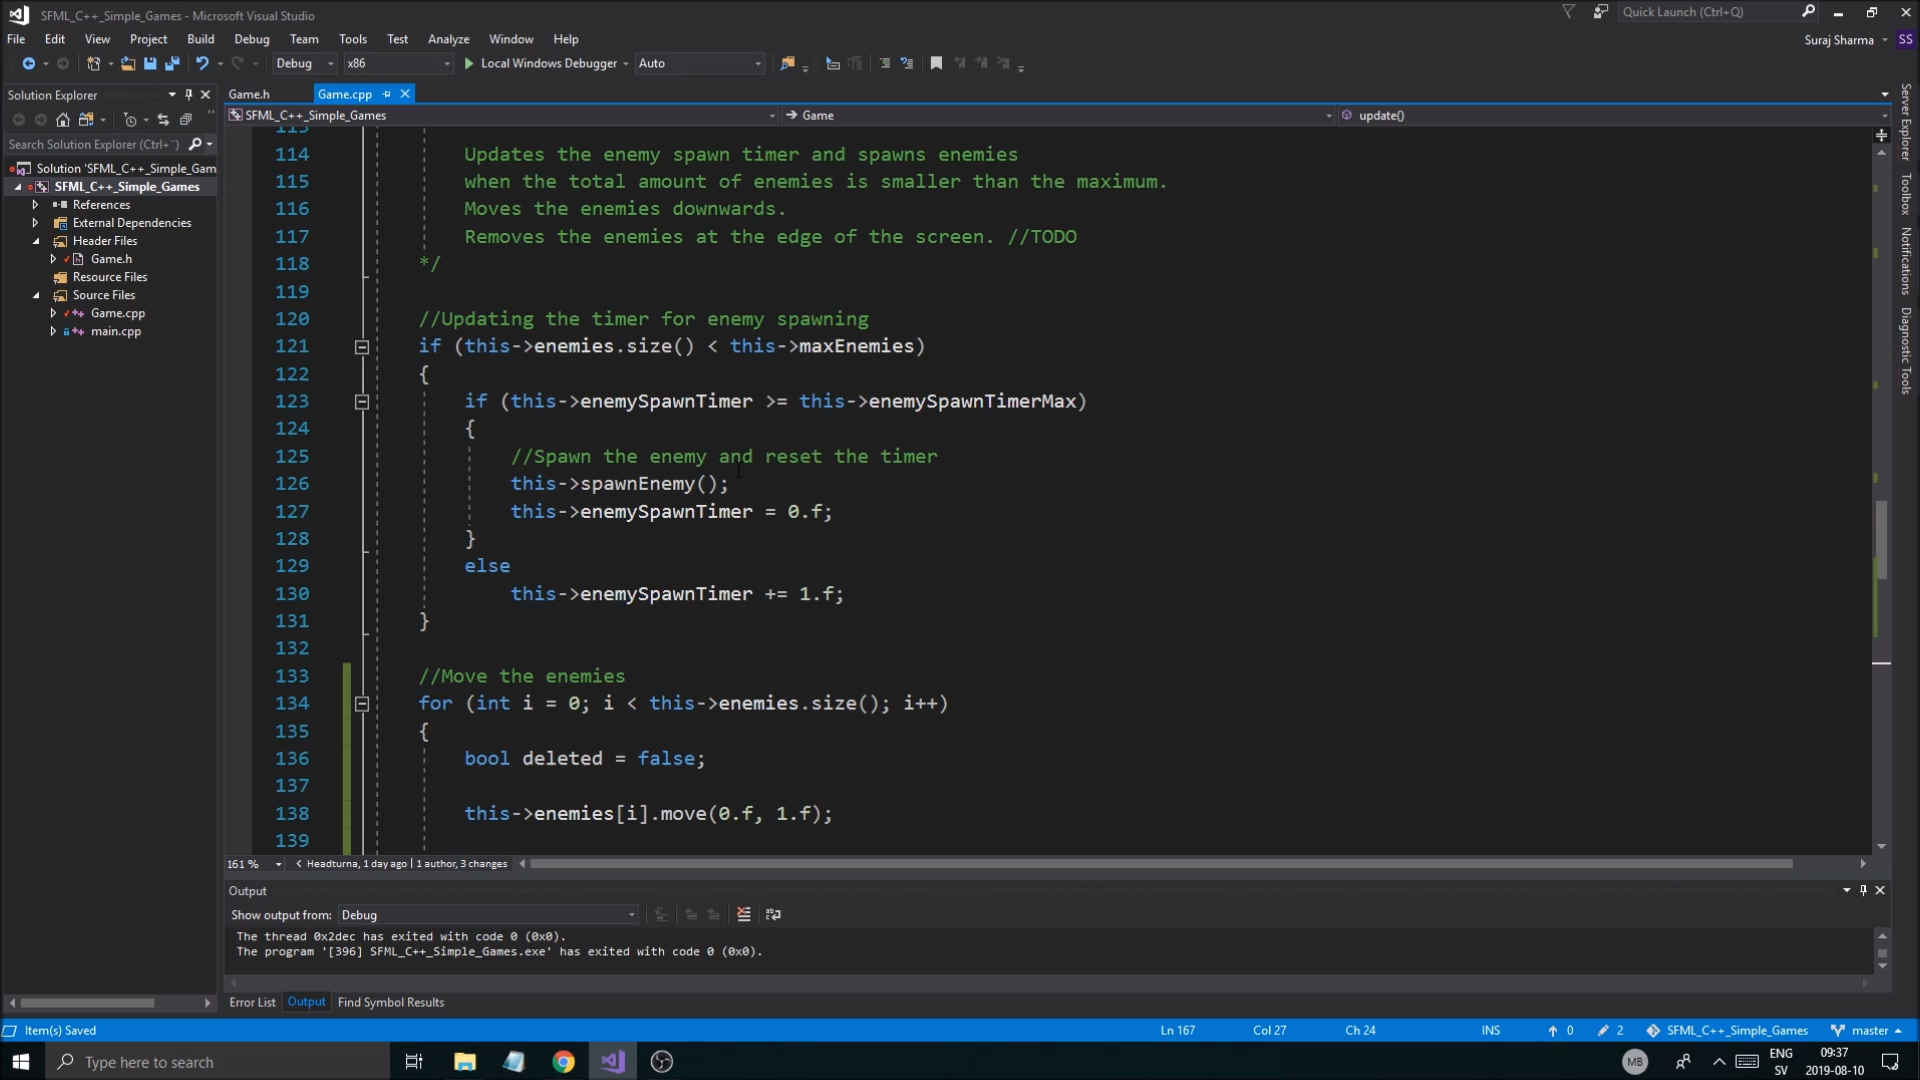 SFML_C++_Simple_Games - Microsoft Visual Studio
Quick Launch (Ctrl+Q)
File Edit View Project Build Debug Team Tools Test Analyze Window Help
Suraj Sharma SS
Debug x86 Local Windows Debugger Auto
Solution Explorer
Game.h Game.cpp
SFML_C++_Simple_Games Game update()
Search Solution Explorer (Ctrl+
Solution 'SFML_C++_Simple_Gam
SFML_C++_Simple_Games
References
External Dependencies
Header Files
Game.h
Resource Files
Source Files
Game.cpp
main.cpp
113
114 Updates the enemy spawn timer and spawns enemies
115 when the total amount of enemies is smaller than the maximum.
116 Moves the enemies downwards.
117 Removes the enemies at the edge of the screen. //TODO
118 */
119
120 //Updating the timer for enemy spawning
121 if (this->enemies.size() < this->maxEnemies)
122 {
123 if (this->enemySpawnTimer >= this->enemySpawnTimerMax)
124 {
125 //Spawn the enemy and reset the timer
126 this->spawnEnemy();
127 this->enemySpawnTimer = 0.f;
128 }
129 else
130 this->enemySpawnTimer += 1.f;
131 }
132
133 //Move the enemies
134 for (int i = 0; i < this->enemies.size(); i++)
135 {
136 bool deleted = false;
137
138 this->enemies[i].move(0.f, 1.f);
139
Server Explorer
Toolbox
Notifications
Diagnostic Tools
161 % Headturna, 1 day ago | 1 author, 3 changes
Output
Show output from: Debug
The thread 0x2dec has exited with code 0 (0x0).
The program '[396] SFML_C++_Simple_Games.exe' has exited with code 0 (0x0).
Error List Output Find Symbol Results
Item(s) Saved Ln 167 Col 27 Ch 24 INS 0 2 SFML_C++_Simple_Games master
Type here to search
MB
ENG
SV
09:37
2019-08-10